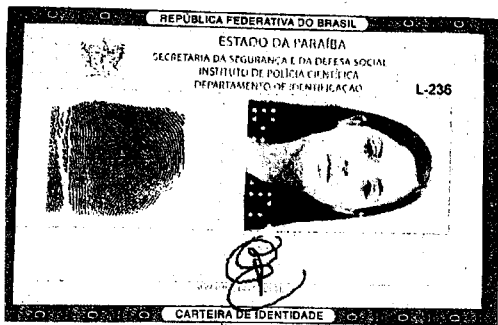 REPÚBLICA FEDERATIVA DO BRASIL
ESTADO DA PARAÍBA
SECRETARIA DA SEGURANÇA E DA DEFESA SOCIAL
INSTITUTO DE POLÍCIA CIENTÍFICA
DEPARTAMENTO DE IDENTIFICAÇÃO
L-236
CARTEIRA DE IDENTIDADE